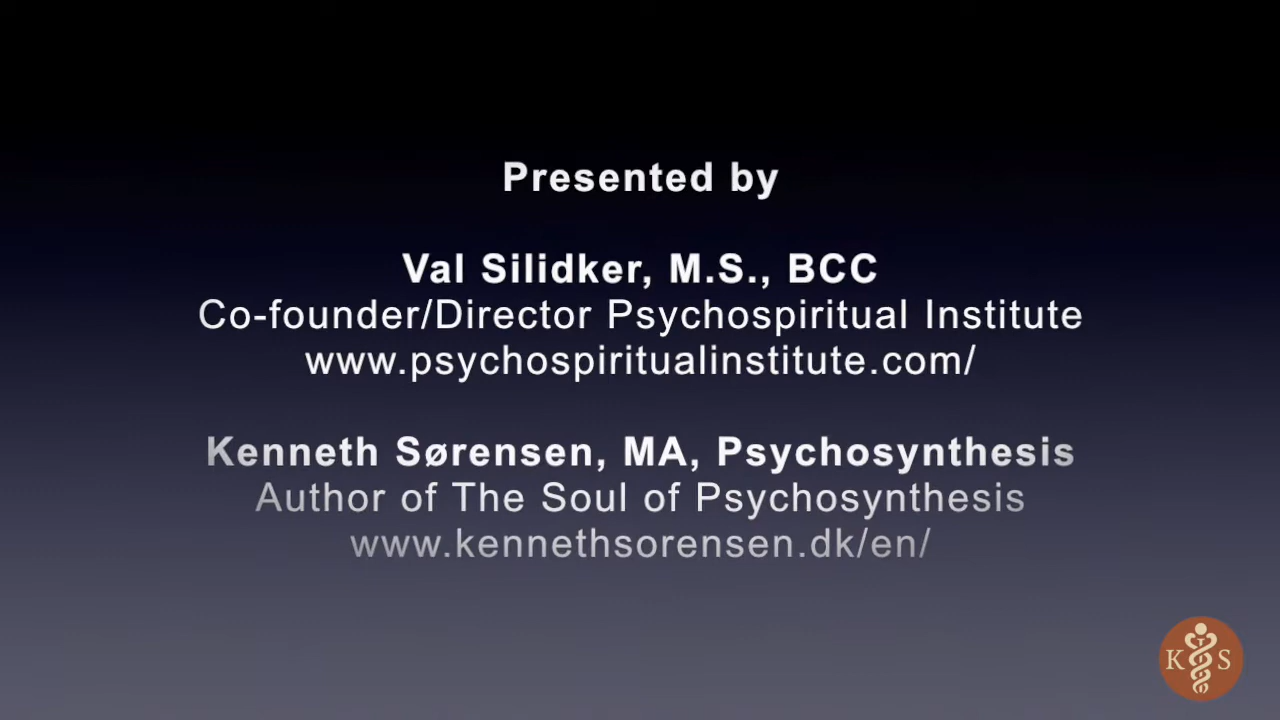 Presented by
Val Silidker, M.S., BCC
Co-founder/Director Psychospiritual Institute
www.psychospiritualinstitute.com/
Kenneth Sørensen, MA, Psychosynthesis
Author of The Soul of Psychosynthesis
www.kennethsorensen.dk/en/
K S